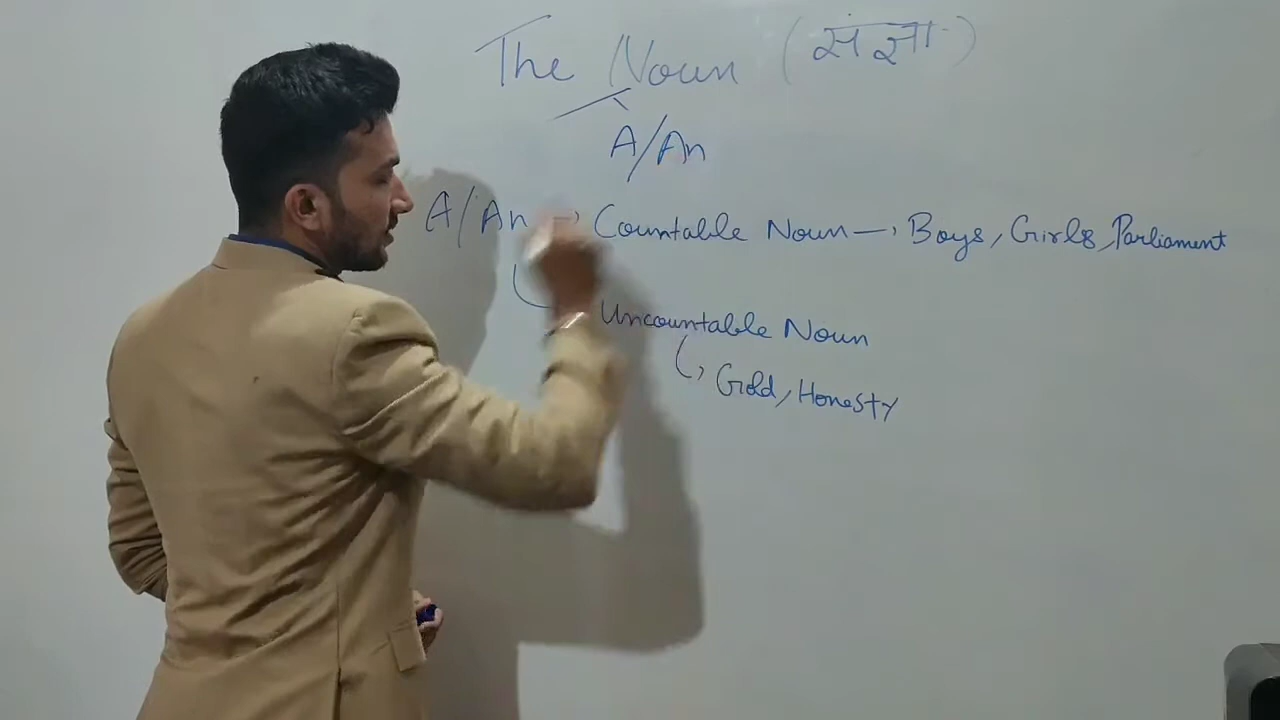 The Noun (संज्ञा)
A/An
A/An → Countable Noun → Boys, Girls, Parliament
Uncountable Noun
↳ Gold, Honesty